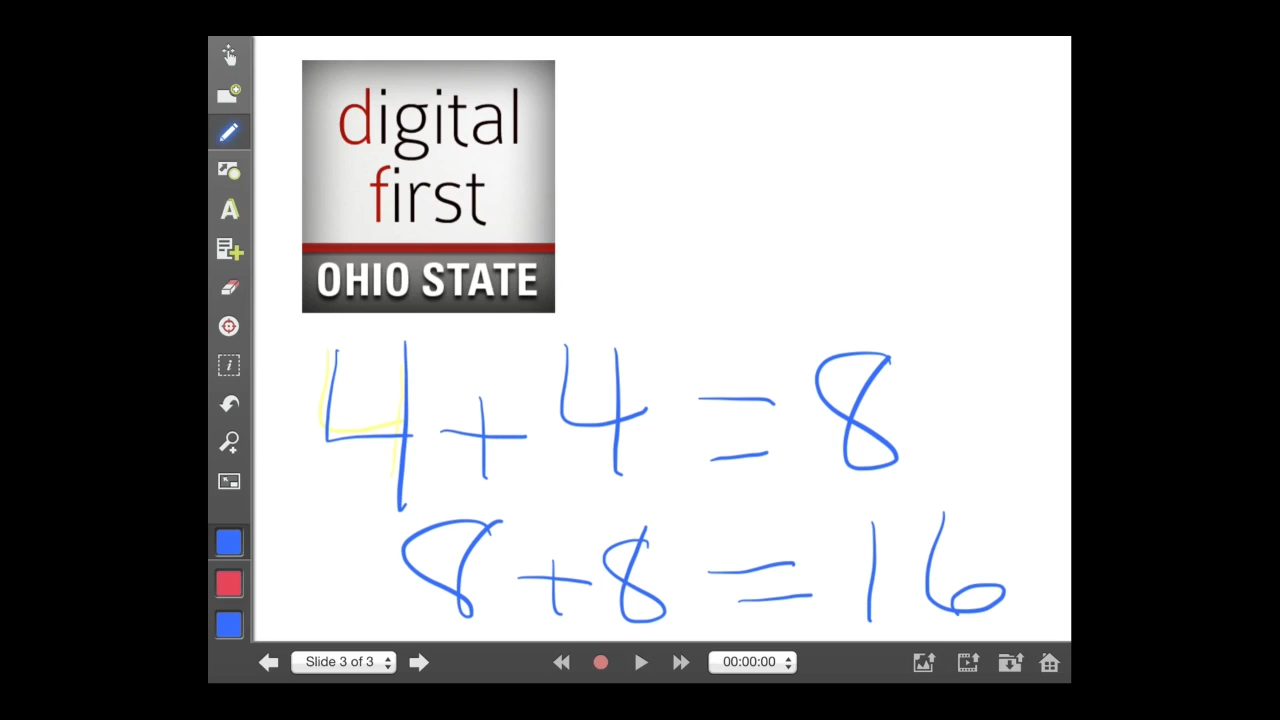 digital
first
OHIO STATE
4 + 4 = 8
8 + 8 = 16
Slide 3 of 3
00:00:00